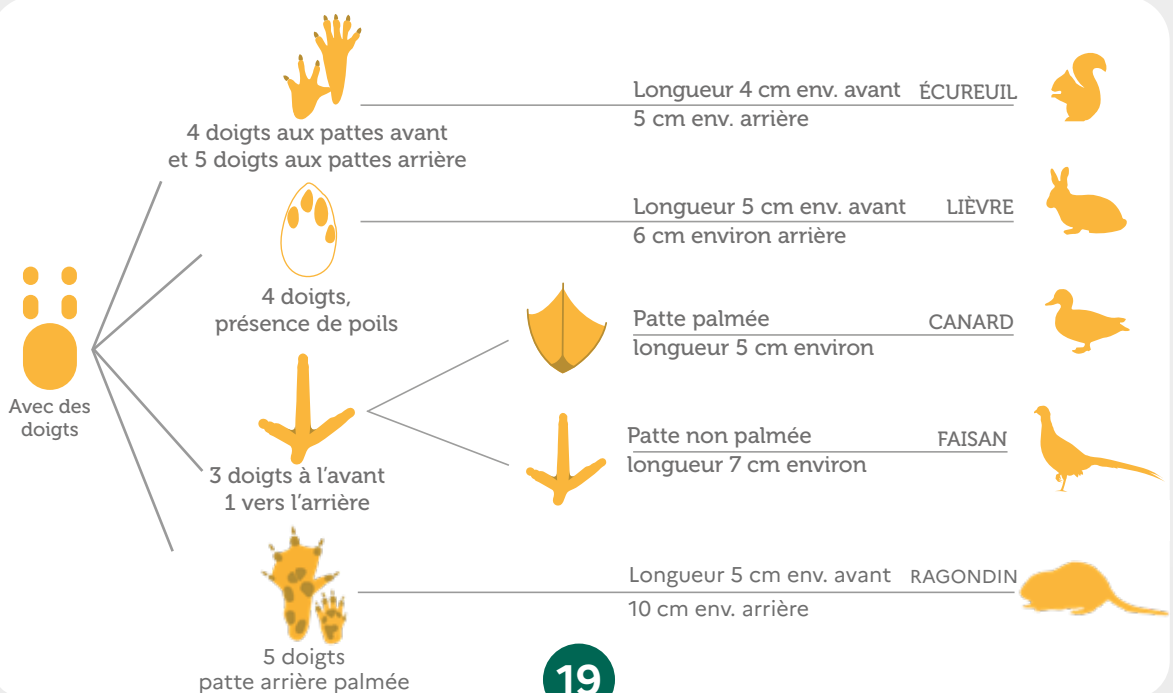 Avec des
doigts
4 doigts aux pattes avant
et 5 doigts aux pattes arrière
Longueur 4 cm env. avant ÉCUREUIL
5 cm env. arrière
4 doigts,
présence de poils
Longueur 5 cm env. avant LIÈVRE
6 cm environ arrière
3 doigts à l'avant
1 vers l'arrière
Patte palmée CANARD
longueur 5 cm environ
Patte non palmée FAISAN
longueur 7 cm environ
5 doigts
patte arrière palmée
Longueur 5 cm env. avant RAGONDIN
10 cm env. arrière
19